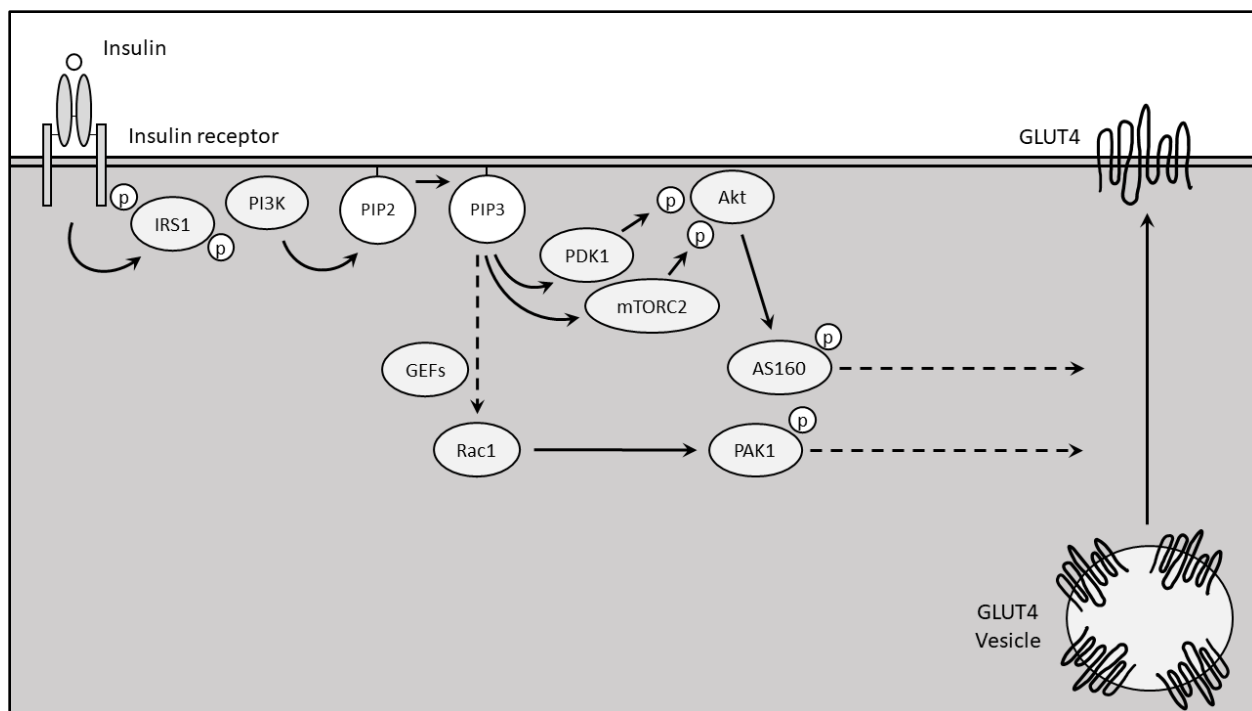 Insulin
Insulin receptor
GLUT4
p
IRS1
p
PI3K
PIP2
PIP3
p
Akt
p
PDK1
mTORC2
p
AS160
GEFs
p
Rac1
PAK1
GLUT4
Vesicle